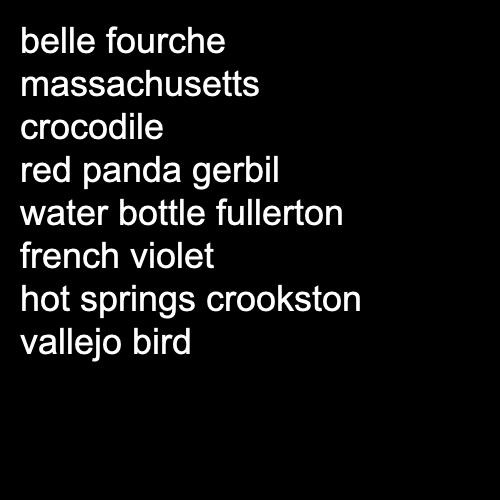 belle fourche
massachusetts
crocodile
red panda gerbil
water bottle fullerton
french violet
hot springs crookston
vallejo bird